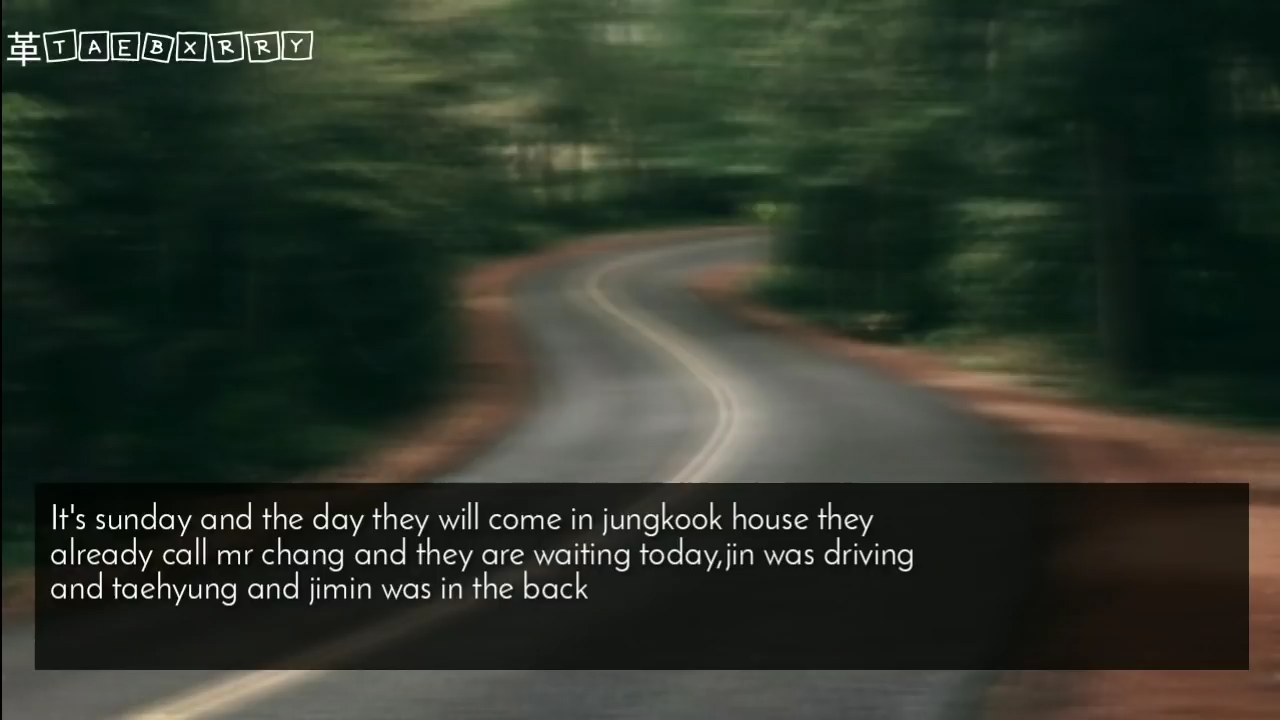 革TAEBXRRY
It's sunday and the day they will come in jungkook house they
already call mr chang and they are waiting today,jin was driving
and taehyung and jimin was in the back